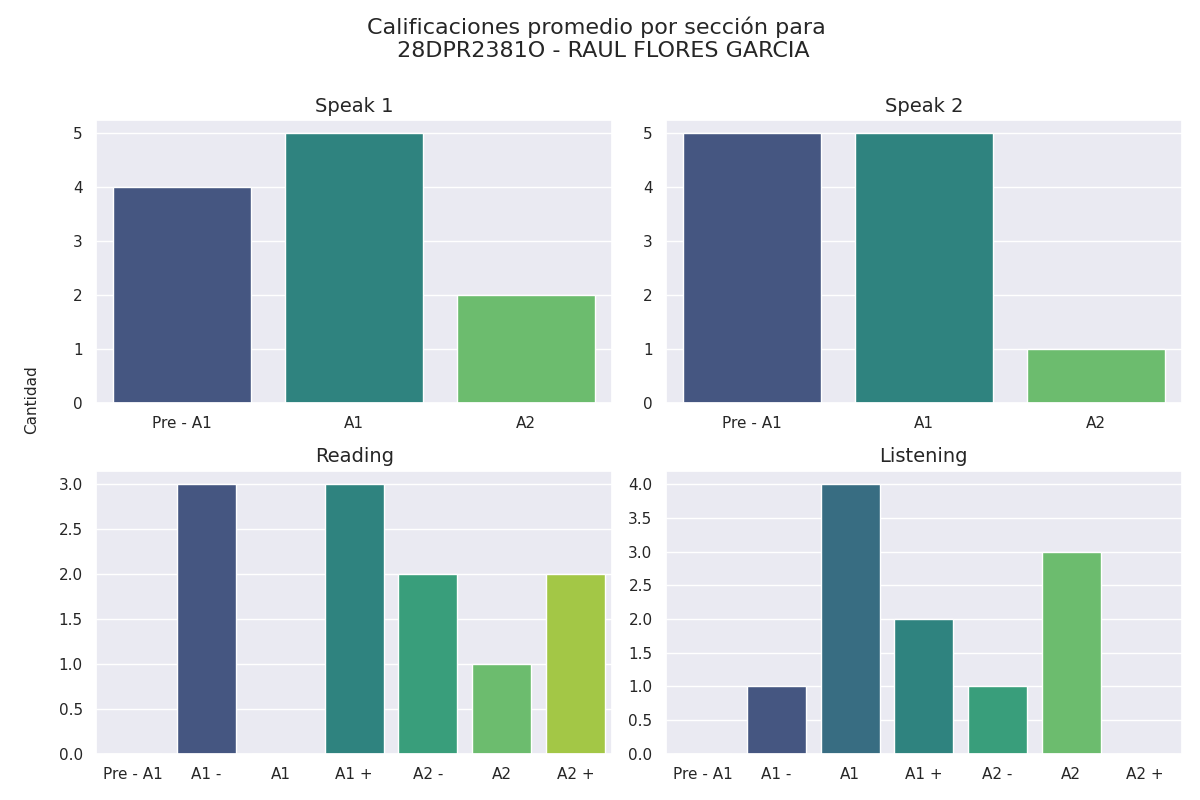 Calificaciones promedio por sección para
28DPR2381O - RAUL FLORES GARCIA
Speak 1
5
4
3
2
1
0
Pre - A1 A1 A2
Speak 2
5
4
3
2
1
0
Pre - A1 A1 A2
Cantidad
Reading
3.0
2.5
2.0
1.5
1.0
0.5
0.0
Pre - A1 A1 - A1 A1 + A2 - A2 A2 +
Listening
4.0
3.5
3.0
2.5
2.0
1.5
1.0
0.5
0.0
Pre - A1 A1 - A1 A1 + A2 - A2 A2 +